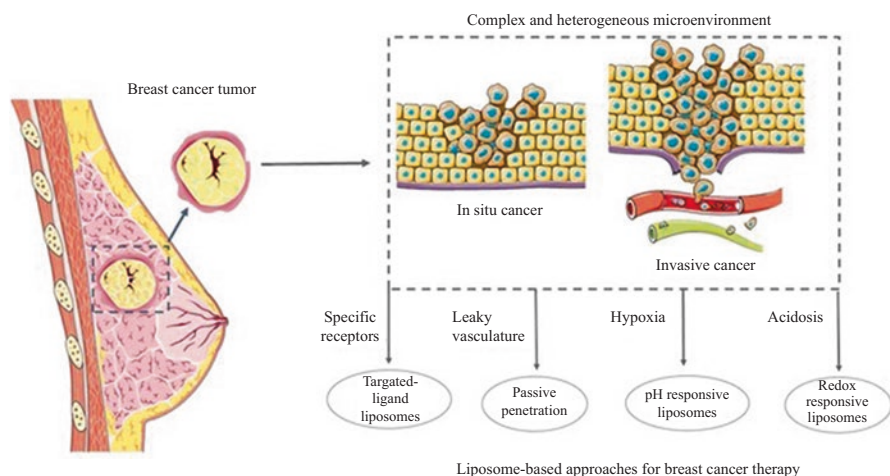 Complex and heterogeneous microenvironment
Breast cancer tumor
In situ cancer
Invasive cancer
Specific
receptors
Leaky
vasculature
Hypoxia
Acidosis
Targated-
ligand
liposomes
Passive
penetration
pH responsive
liposomes
Redox
responsive
liposomes
Liposome-based approaches for breast cancer therapy